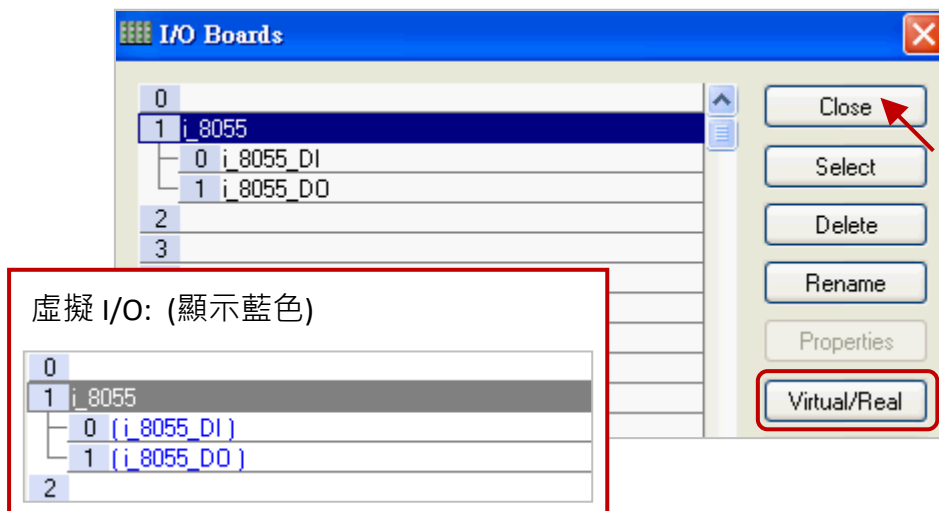 I/O Boards
0
1 i_8055
0 i_8055_DI
1 i_8055_DO
2
3
Close
Select
Delete
Rename
Properties
Virtual/Real
虛擬 I/O: (顯示藍色)
0
1 i_8055
0 ( i_8055_DI )
1 ( i_8055_DO )
2